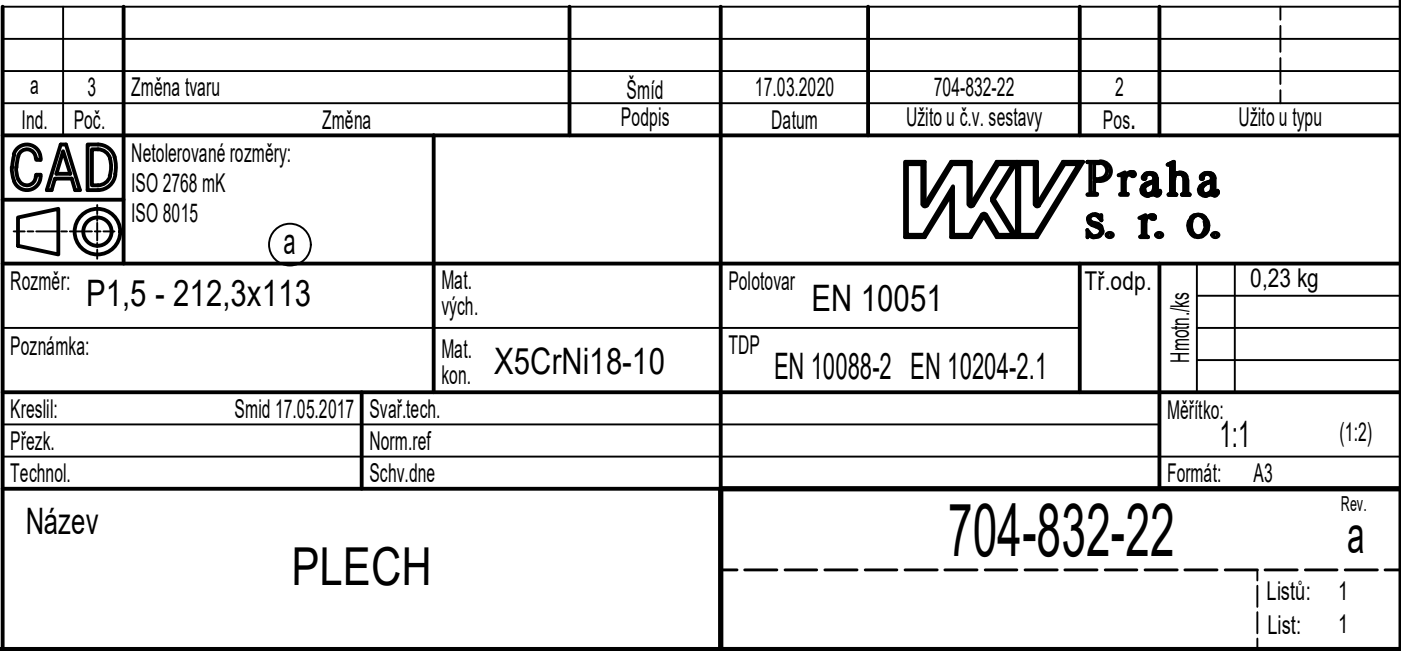 a 3 Změna tvaru Šmíd 17.03.2020 704-832-22 2
Ind. Poč. Změna Podpis Datum Užito u č.v. sestavy Pos. Užito u typu
CAD
Netolerované rozměry:
ISO 2768 mK
ISO 8015
a
VKV Praha
s. r. o.
Rozměr: P1,5 - 212,3x113
Mat.
vých.
Polotovar EN 10051
Tř.odp.
Hmotn./ks
0,23 kg
Poznámka:
Mat.
kon.
X5CrNi18-10
TDP EN 10088-2 EN 10204-2.1
Kreslil: Smid 17.05.2017 Svař.tech.
Měřítko:
1:1 (1:2)
Přezk. Norm.ref
Technol. Schv.dne
Formát: A3
Název
PLECH
704-832-22
Rev.
a
Listů: 1
List: 1